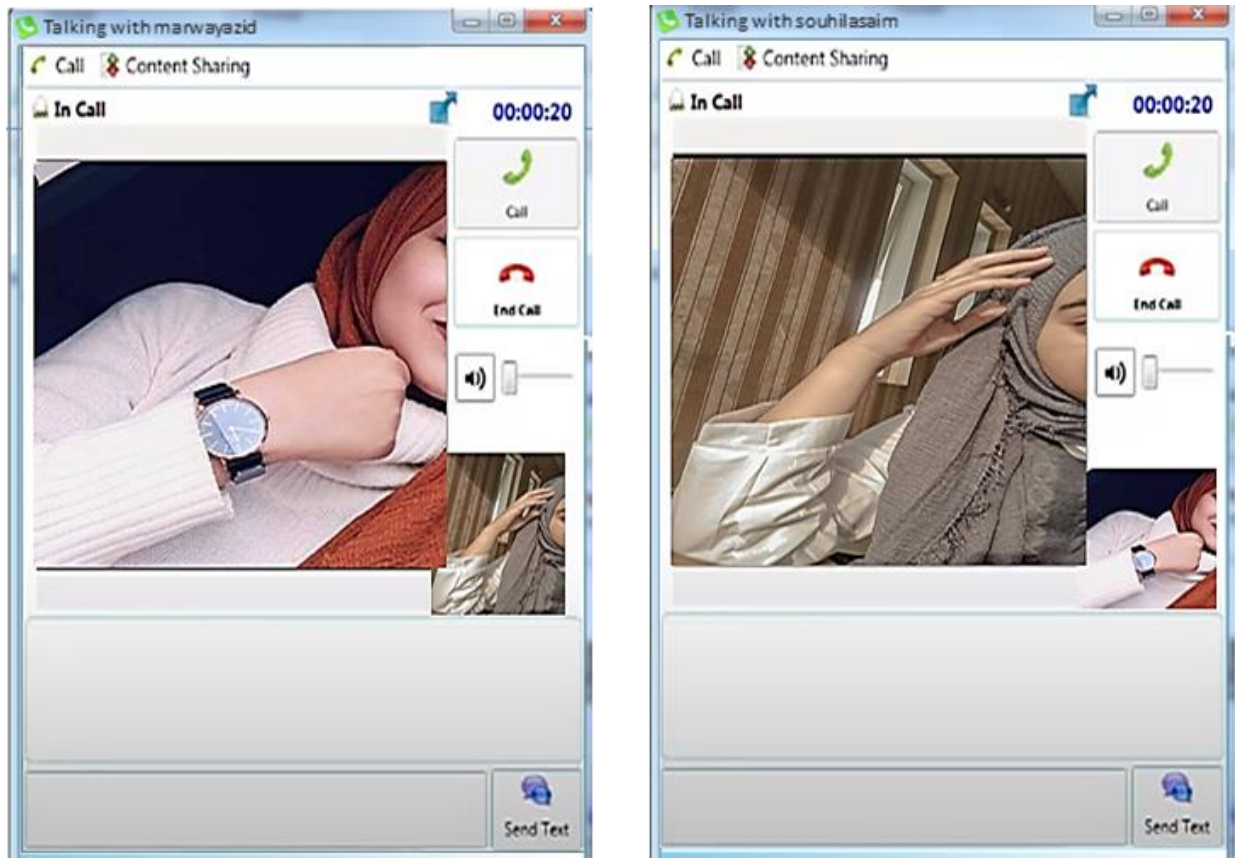 Talking with marwayazid
Call Content Sharing
In Call
00:00:20
Call
End Call
Send Text
Talking with souhilasaim
Call Content Sharing
In Call
00:00:20
Call
End Call
Send Text